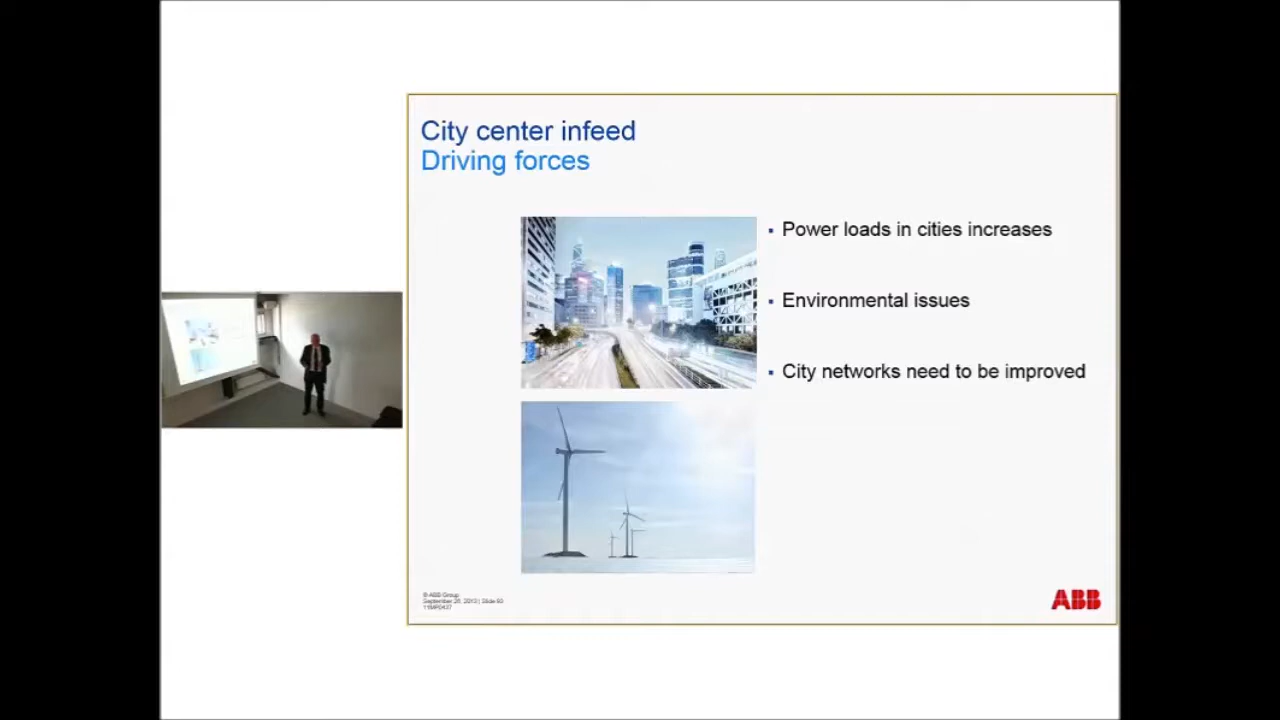 City center infeed
Driving forces
▪ Power loads in cities increases
▪ Environmental issues
▪ City networks need to be improved
© ABB Group
September 26, 2013 | Slide 60
ABB